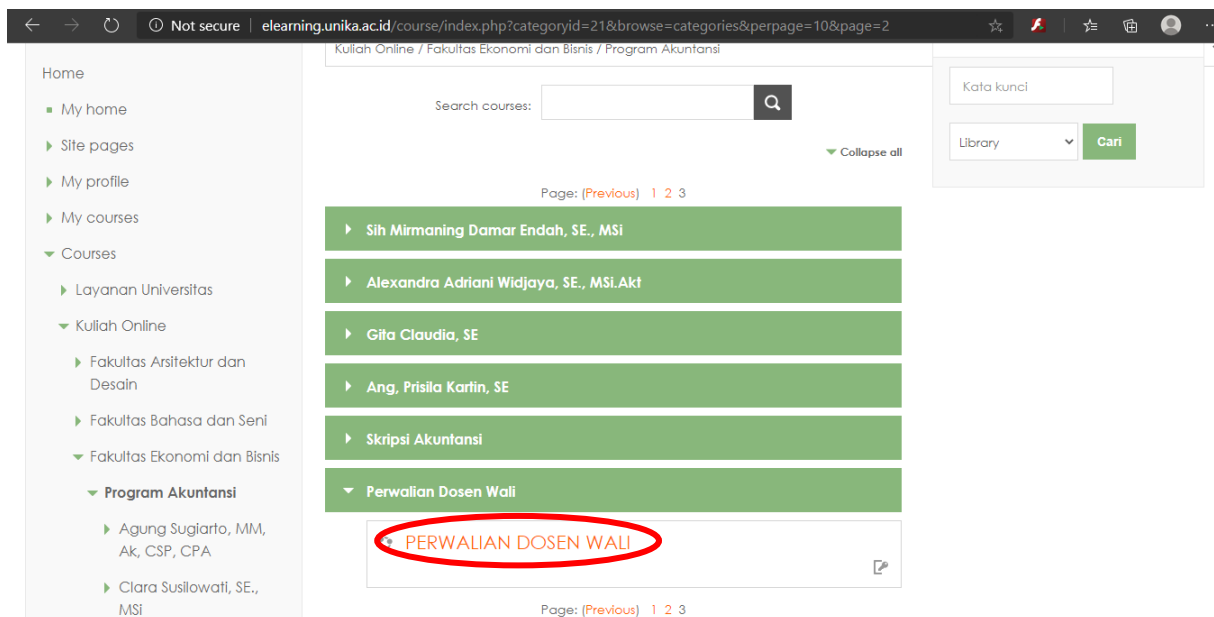 Not secure | elearning.unika.ac.id/course/index.php?categoryid=21&browse=categories&perpage=10&page=2
Kuliah Online / Fakultas Ekonomi dan Bisnis / Program Akuntansi
Home
My home
Site pages
My profile
My courses
Courses
Layanan Universitas
Kuliah Online
Fakultas Arsitektur dan
Desain
Fakultas Bahasa dan Seni
Fakultas Ekonomi dan Bisnis
Program Akuntansi
Agung Sugiarto, MM,
Ak, CSP, CPA
Clara Susilowati, SE.,
MSi
Search courses:
Collapse all
Page: (Previous) 1 2 3
Sih Mirmaning Damar Endah, SE., MSi
Alexandra Adriani Widjaya, SE., MSi.Akt
Gita Claudia, SE
Ang, Prisila Kartin, SE
Skripsi Akuntansi
Perwalian Dosen Wali
PERWALIAN DOSEN WALI
Page: (Previous) 1 2 3
Kata kunci
Library
Cari